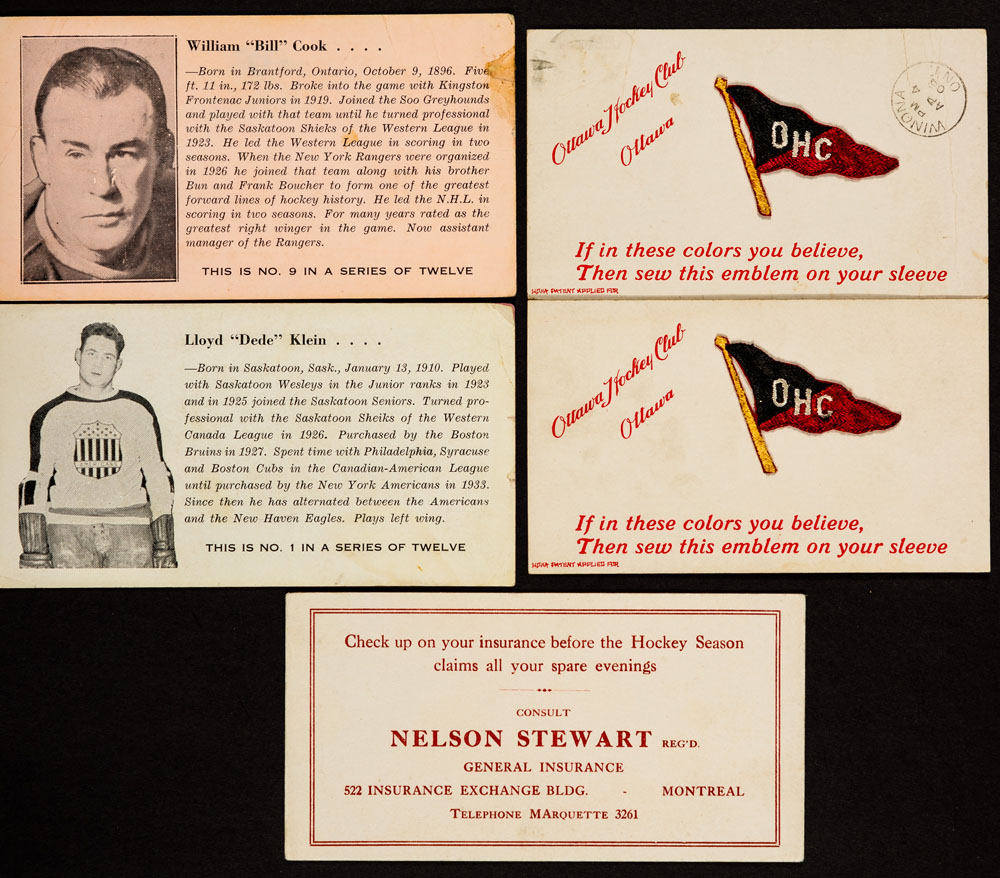 William “Bill” Cook . . . .
—Born in Brantford, Ontario, October 9, 1896. Five
ft. 11 in., 172 lbs. Broke into the game with Kingston
Frontenac Juniors in 1919. Joined the Soo Greyhounds
and played with that team until he turned professional
with the Saskatoon Shieks of the Western League in
1923. He led the Western League in scoring in two
seasons. When the New York Rangers were organized
in 1926 he joined that team along with his brother
Bun and Frank Boucher to form one of the greatest
forward lines of hockey history. He led the N.H.L. in
scoring in two seasons. For many years rated as the
greatest right winger in the game. Now assistant
manager of the Rangers.
THIS IS NO. 9 IN A SERIES OF TWELVE
Lloyd “Dede” Klein . . . .
—Born in Saskatoon, Sask., January 13, 1910. Played
with Saskatoon Wesleys in the Junior ranks in 1923
and in 1925 joined the Saskatoon Seniors. Turned pro-
fessional with the Saskatoon Sheiks of the Western
Canada League in 1926. Purchased by the Boston
Bruins in 1927. Spent time with Philadelphia, Syracuse
and Boston Cubs in the Canadian-American League
until purchased by the New York Americans in 1933.
Since then he has alternated between the Americans
and the New Haven Eagles. Plays left wing.
THIS IS NO. 1 IN A SERIES OF TWELVE
AMERICANS
Ottawa Hockey Club
Ottawa
OHC
WINONA
PM
AP 4
03
ONT
If in these colors you believe,
Then sew this emblem on your sleeve
PATENT APPLIED FOR
Ottawa Hockey Club
Ottawa
OHC
If in these colors you believe,
Then sew this emblem on your sleeve
PATENT APPLIED FOR
Check up on your insurance before the Hockey Season
claims all your spare evenings
CONSULT
NELSON STEWART REG'D.
GENERAL INSURANCE
522 INSURANCE EXCHANGE BLDG. - MONTREAL
TELEPHONE MARQUETTE 3261